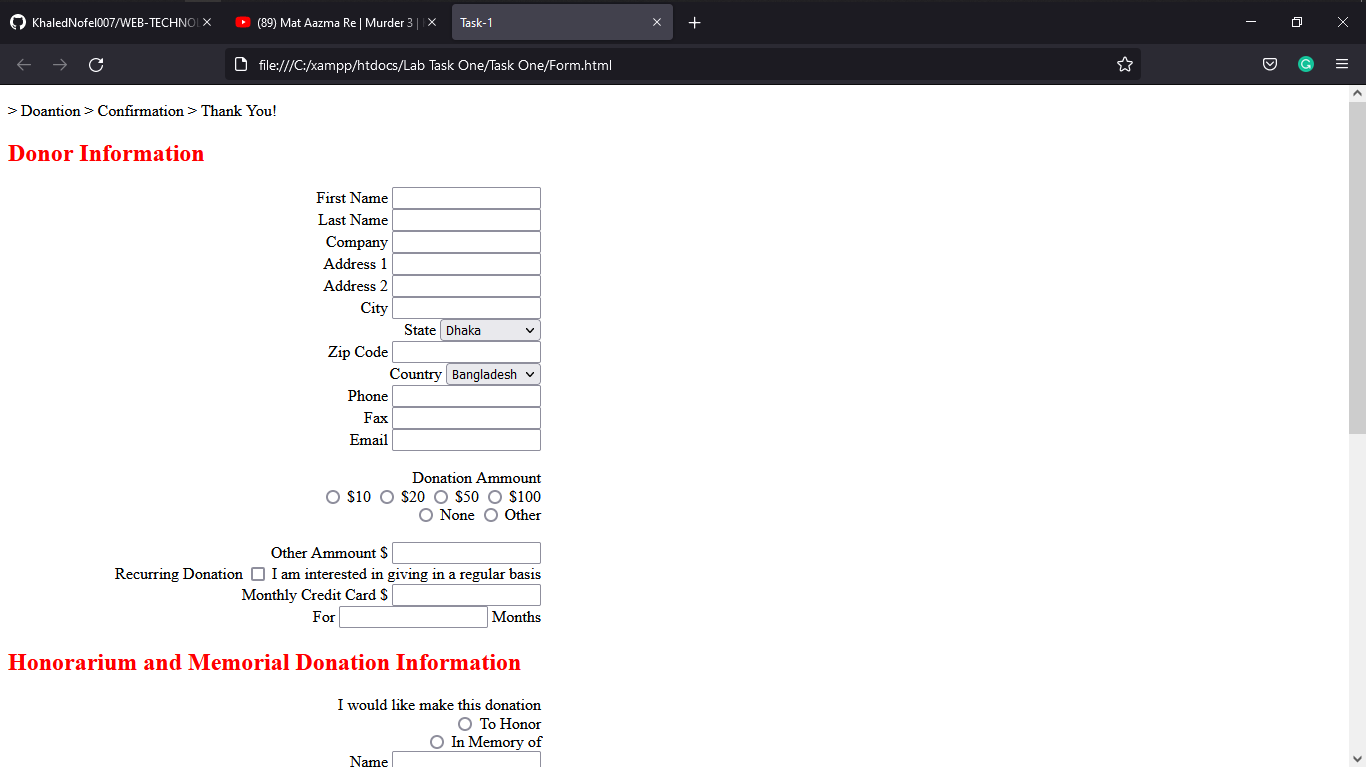 KhaledNofel007/WEB-TECHNOL
(89) Mat Aazma Re | Murder 3 |
Task-1
file:///C:/xampp/htdocs/Lab Task One/Task One/Form.html
> Doantion > Confirmation > Thank You!
Donor Information
First Name
Last Name
Company
Address 1
Address 2
City
State Dhaka
Zip Code
Country Bangladesh
Phone
Fax
Email
Donation Ammount
$10 $20 $50 $100
None Other
Other Ammount $
Recurring Donation I am interested in giving in a regular basis
Monthly Credit Card $
For Months
Honorarium and Memorial Donation Information
I would like make this donation
To Honor
In Memory of
Name